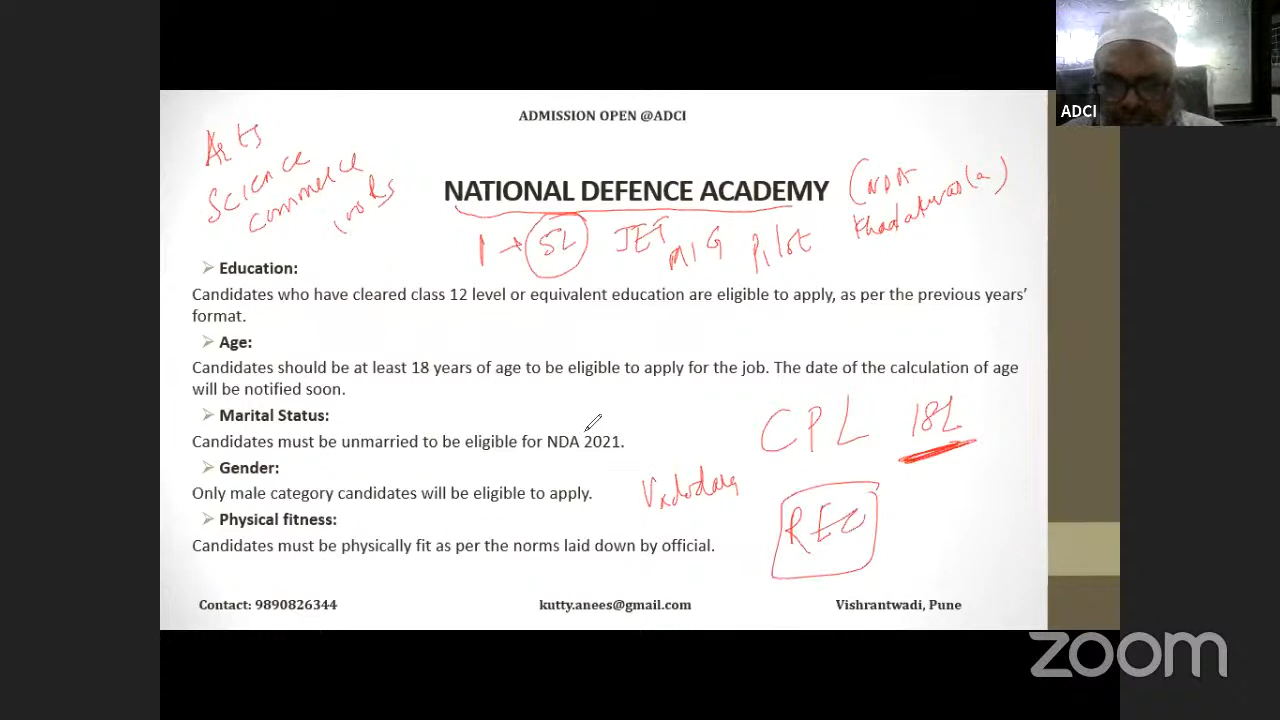 ADMISSION OPEN @ADCI
ADCI
Arts
Science
commerce
NATIONAL DEFENCE ACADEMY
(NDA
Khadakwasla)
1 → 52 JET MIG Pilot
➢ Education:
Candidates who have cleared class 12 level or equivalent education are eligible to apply, as per the previous years'
format.
➢ Age:
Candidates should be at least 18 years of age to be eligible to apply for the job. The date of the calculation of age
will be notified soon.
➢ Marital Status:
Candidates must be unmarried to be eligible for NDA 2021.
CPL 18L
➢ Gender:
Only male category candidates will be eligible to apply.
REC
➢ Physical fitness:
Candidates must be physically fit as per the norms laid down by official.
Contact: 9890826344
kutty.anees@gmail.com
Vishrantwadi, Pune
zoom